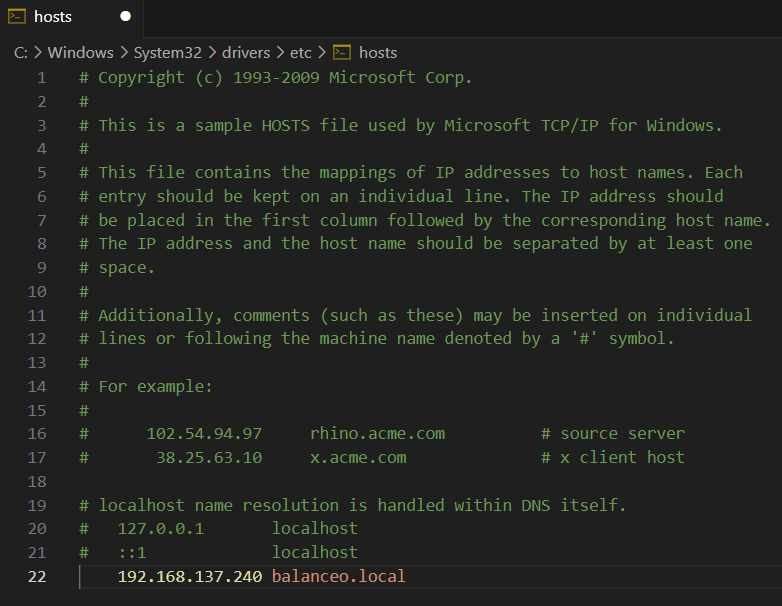 hosts
C: > Windows > System32 > drivers > etc > hosts
1 # Copyright (c) 1993-2009 Microsoft Corp.
2 #
3 # This is a sample HOSTS file used by Microsoft TCP/IP for Windows.
4 #
5 # This file contains the mappings of IP addresses to host names. Each
6 # entry should be kept on an individual line. The IP address should
7 # be placed in the first column followed by the corresponding host name.
8 # The IP address and the host name should be separated by at least one
9 # space.
10 #
11 # Additionally, comments (such as these) may be inserted on individual
12 # lines or following the machine name denoted by a '#' symbol.
13 #
14 # For example:
15 #
16 #      102.54.94.97     rhino.acme.com          # source server
17 #       38.25.63.10     x.acme.com              # x client host
18
19 # localhost name resolution is handled within DNS itself.
20 #   127.0.0.1       localhost
21 #   ::1             localhost
22     192.168.137.240 balanceo.local